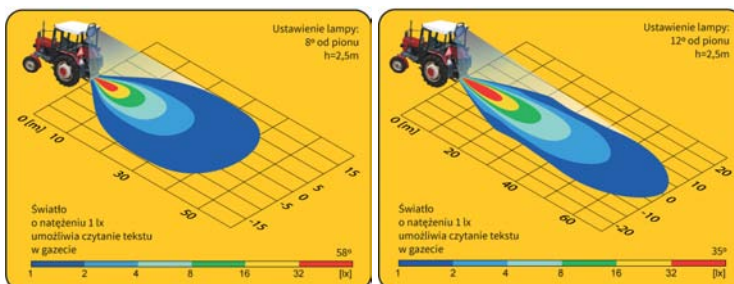 Ustawienie lampy:
8º od pionu
h=2,5m
0 [m]
10
30
50
-15
-5
0
5
15
Światło
o natężeniu 1 lx
umożliwia czytanie tekstu
w gazecie
58º
1 2 4 8 16 32 [lx]
Ustawienie lampy:
12º od pionu
h=2,5m
0 [m]
20
40
60
-20
-10
0
10
20
Światło
o natężeniu 1 lx
umożliwia czytanie tekstu
w gazecie
35º
1 2 4 8 16 32 [lx]